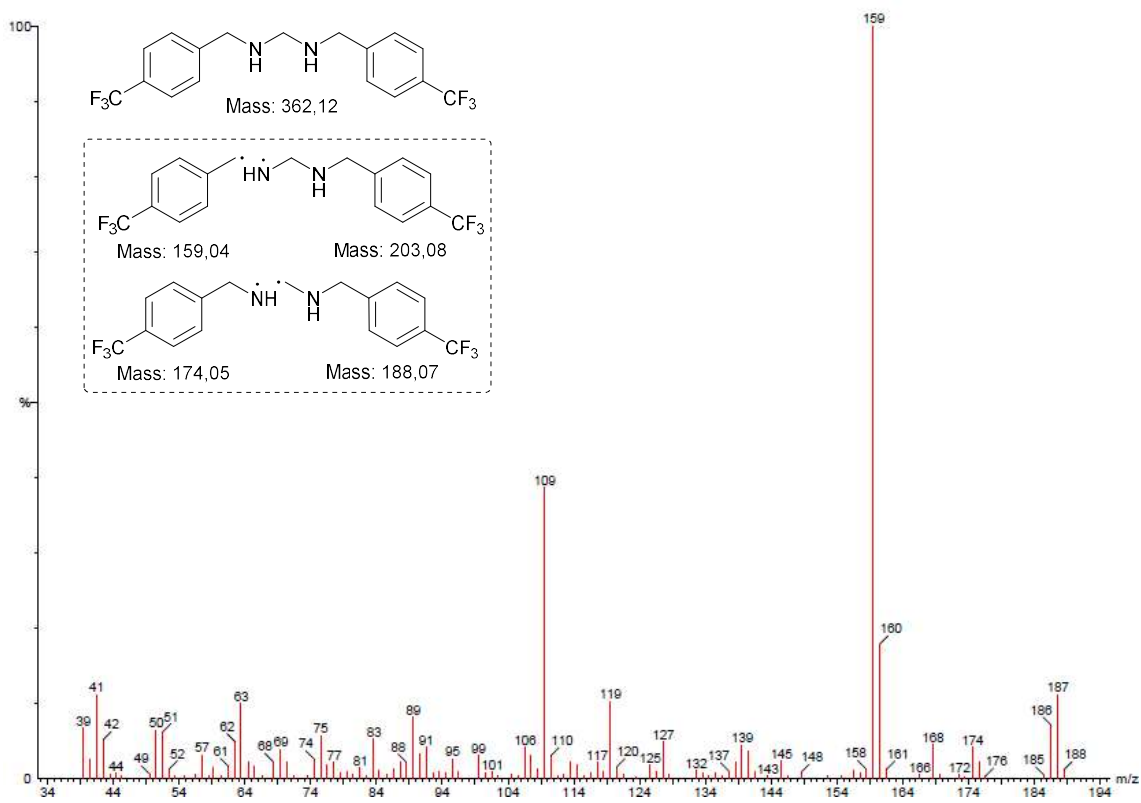 100
159
N
H
N
H
F₃C
CF₃
Mass: 362,12
HN
N
H
F₃C
CF₃
Mass: 159,04
Mass: 203,08
NH
N
H
F₃C
CF₃
Mass: 174,05
Mass: 188,07
%
109
160
41
39
42
44
49
50
51
52
57
61
62
63
68
69
74
75
77
81
83
88
89
91
95
99
101
106
110
117
119
120
125
127
132
137
139
143
145
148
158
161
166
168
172
174
176
185
186
187
188
0
34 44 54 64 74 84 94 104 114 124 134 144 154 164 174 184 194 m/z